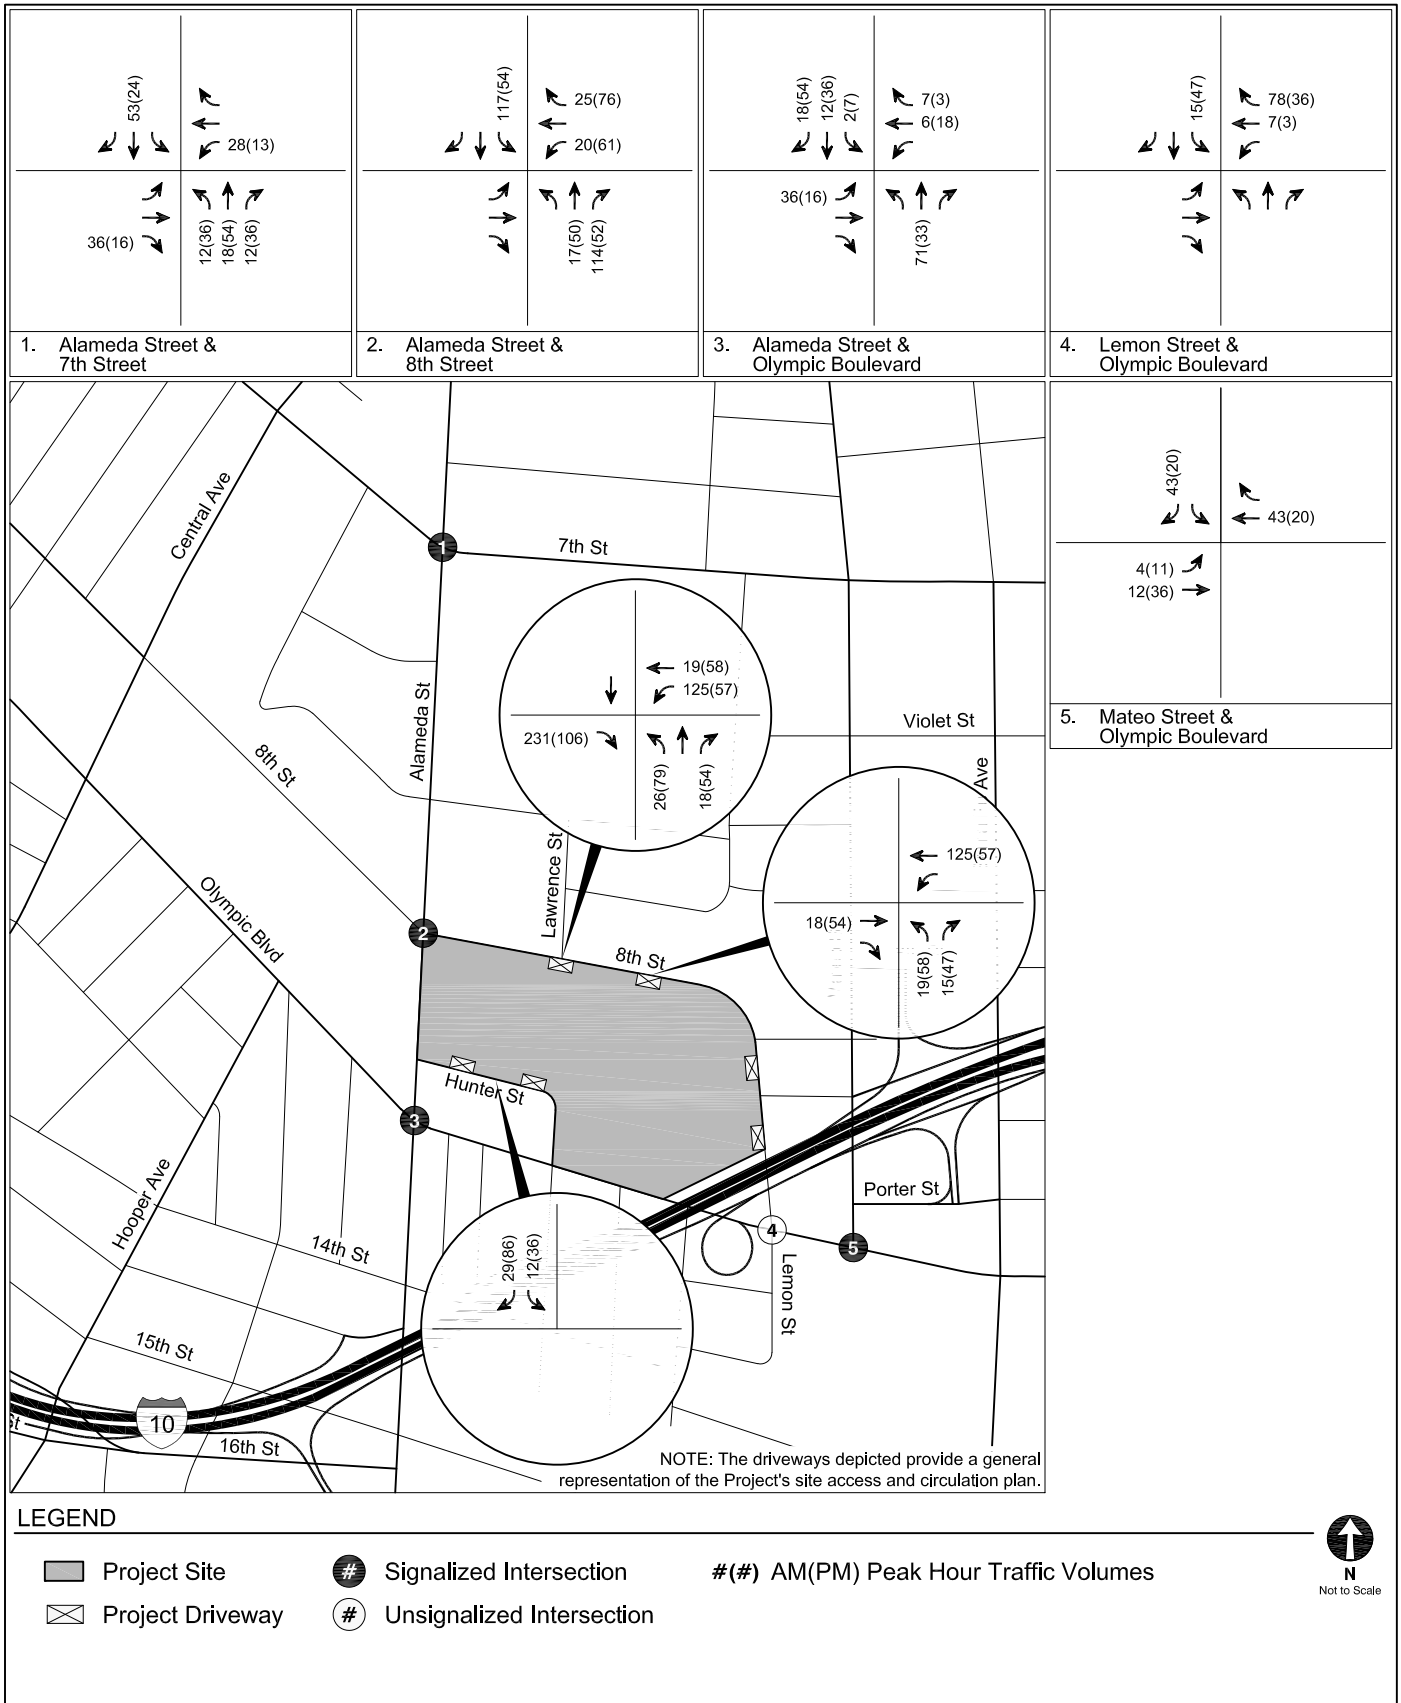 53(24)
28(13)
36(16)
12(36)
18(54)
12(36)
1. Alameda Street &
7th Street
117(54)
25(76)
20(61)
17(50)
114(52)
2. Alameda Street &
8th Street
18(54)
12(36)
2(7)
7(3)
6(18)
36(16)
71(33)
3. Alameda Street &
Olympic Boulevard
15(47)
78(36)
7(3)
4. Lemon Street &
Olympic Boulevard
43(20)
43(20)
4(11)
12(36)
5. Mateo Street &
Olympic Boulevard
Central Ave
1
7th St
Alameda St
8th St
19(58)
125(57)
231(106)
26(79)
18(54)
Violet St
Ave
125(57)
18(54)
19(58)
15(47)
Lawrence St
Olympic Blvd
2
8th St
Hunter St
3
Hooper Ave
Porter St
4
5
14th St
29(86)
12(36)
Lemon St
15th St
10
St
16th St
NOTE: The driveways depicted provide a general
representation of the Project's site access and circulation plan.
LEGEND
Project Site
# Signalized Intersection
#(#) AM(PM) Peak Hour Traffic Volumes
Project Driveway
# Unsignalized Intersection
N
Not to Scale